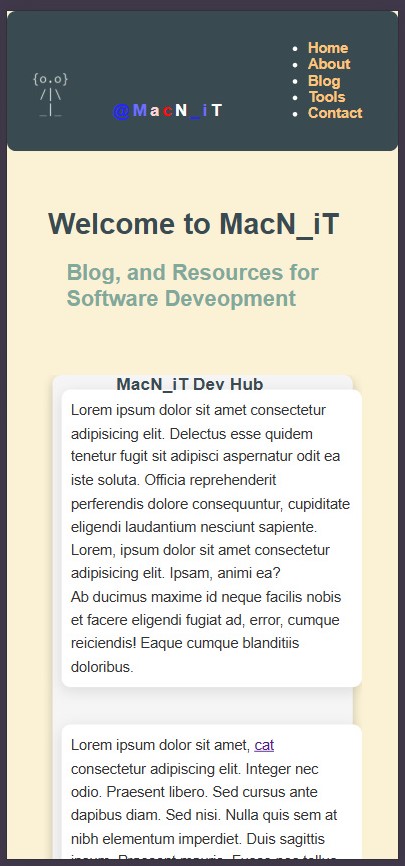 {o.o}
/|\
_|_
@MacN_iT
Home
About
Blog
Tools
Contact
Welcome to MacN_iT
Blog, and Resources for
Software Deveopment
MacN_iT Dev Hub
Lorem ipsum dolor sit amet consectetur
adipisicing elit. Delectus esse quidem
tenetur fugit sit adipisci aspernatur odit ea
iste soluta. Officia reprehenderit
perferendis dolore consequuntur, cupiditate
eligendi laudantium nesciunt sapiente.
Lorem, ipsum dolor sit amet consectetur
adipisicing elit. Ipsam, animi ea?
Ab ducimus maxime id neque facilis nobis
et facere eligendi fugiat ad, error, cumque
reiciendis! Eaque cumque blanditiis
doloribus.
Lorem ipsum dolor sit amet, cat
consectetur adipiscing elit. Integer nec
odio. Praesent libero. Sed cursus ante
dapibus diam. Sed nisi. Nulla quis sem at
nibh elementum imperdiet. Duis sagittis